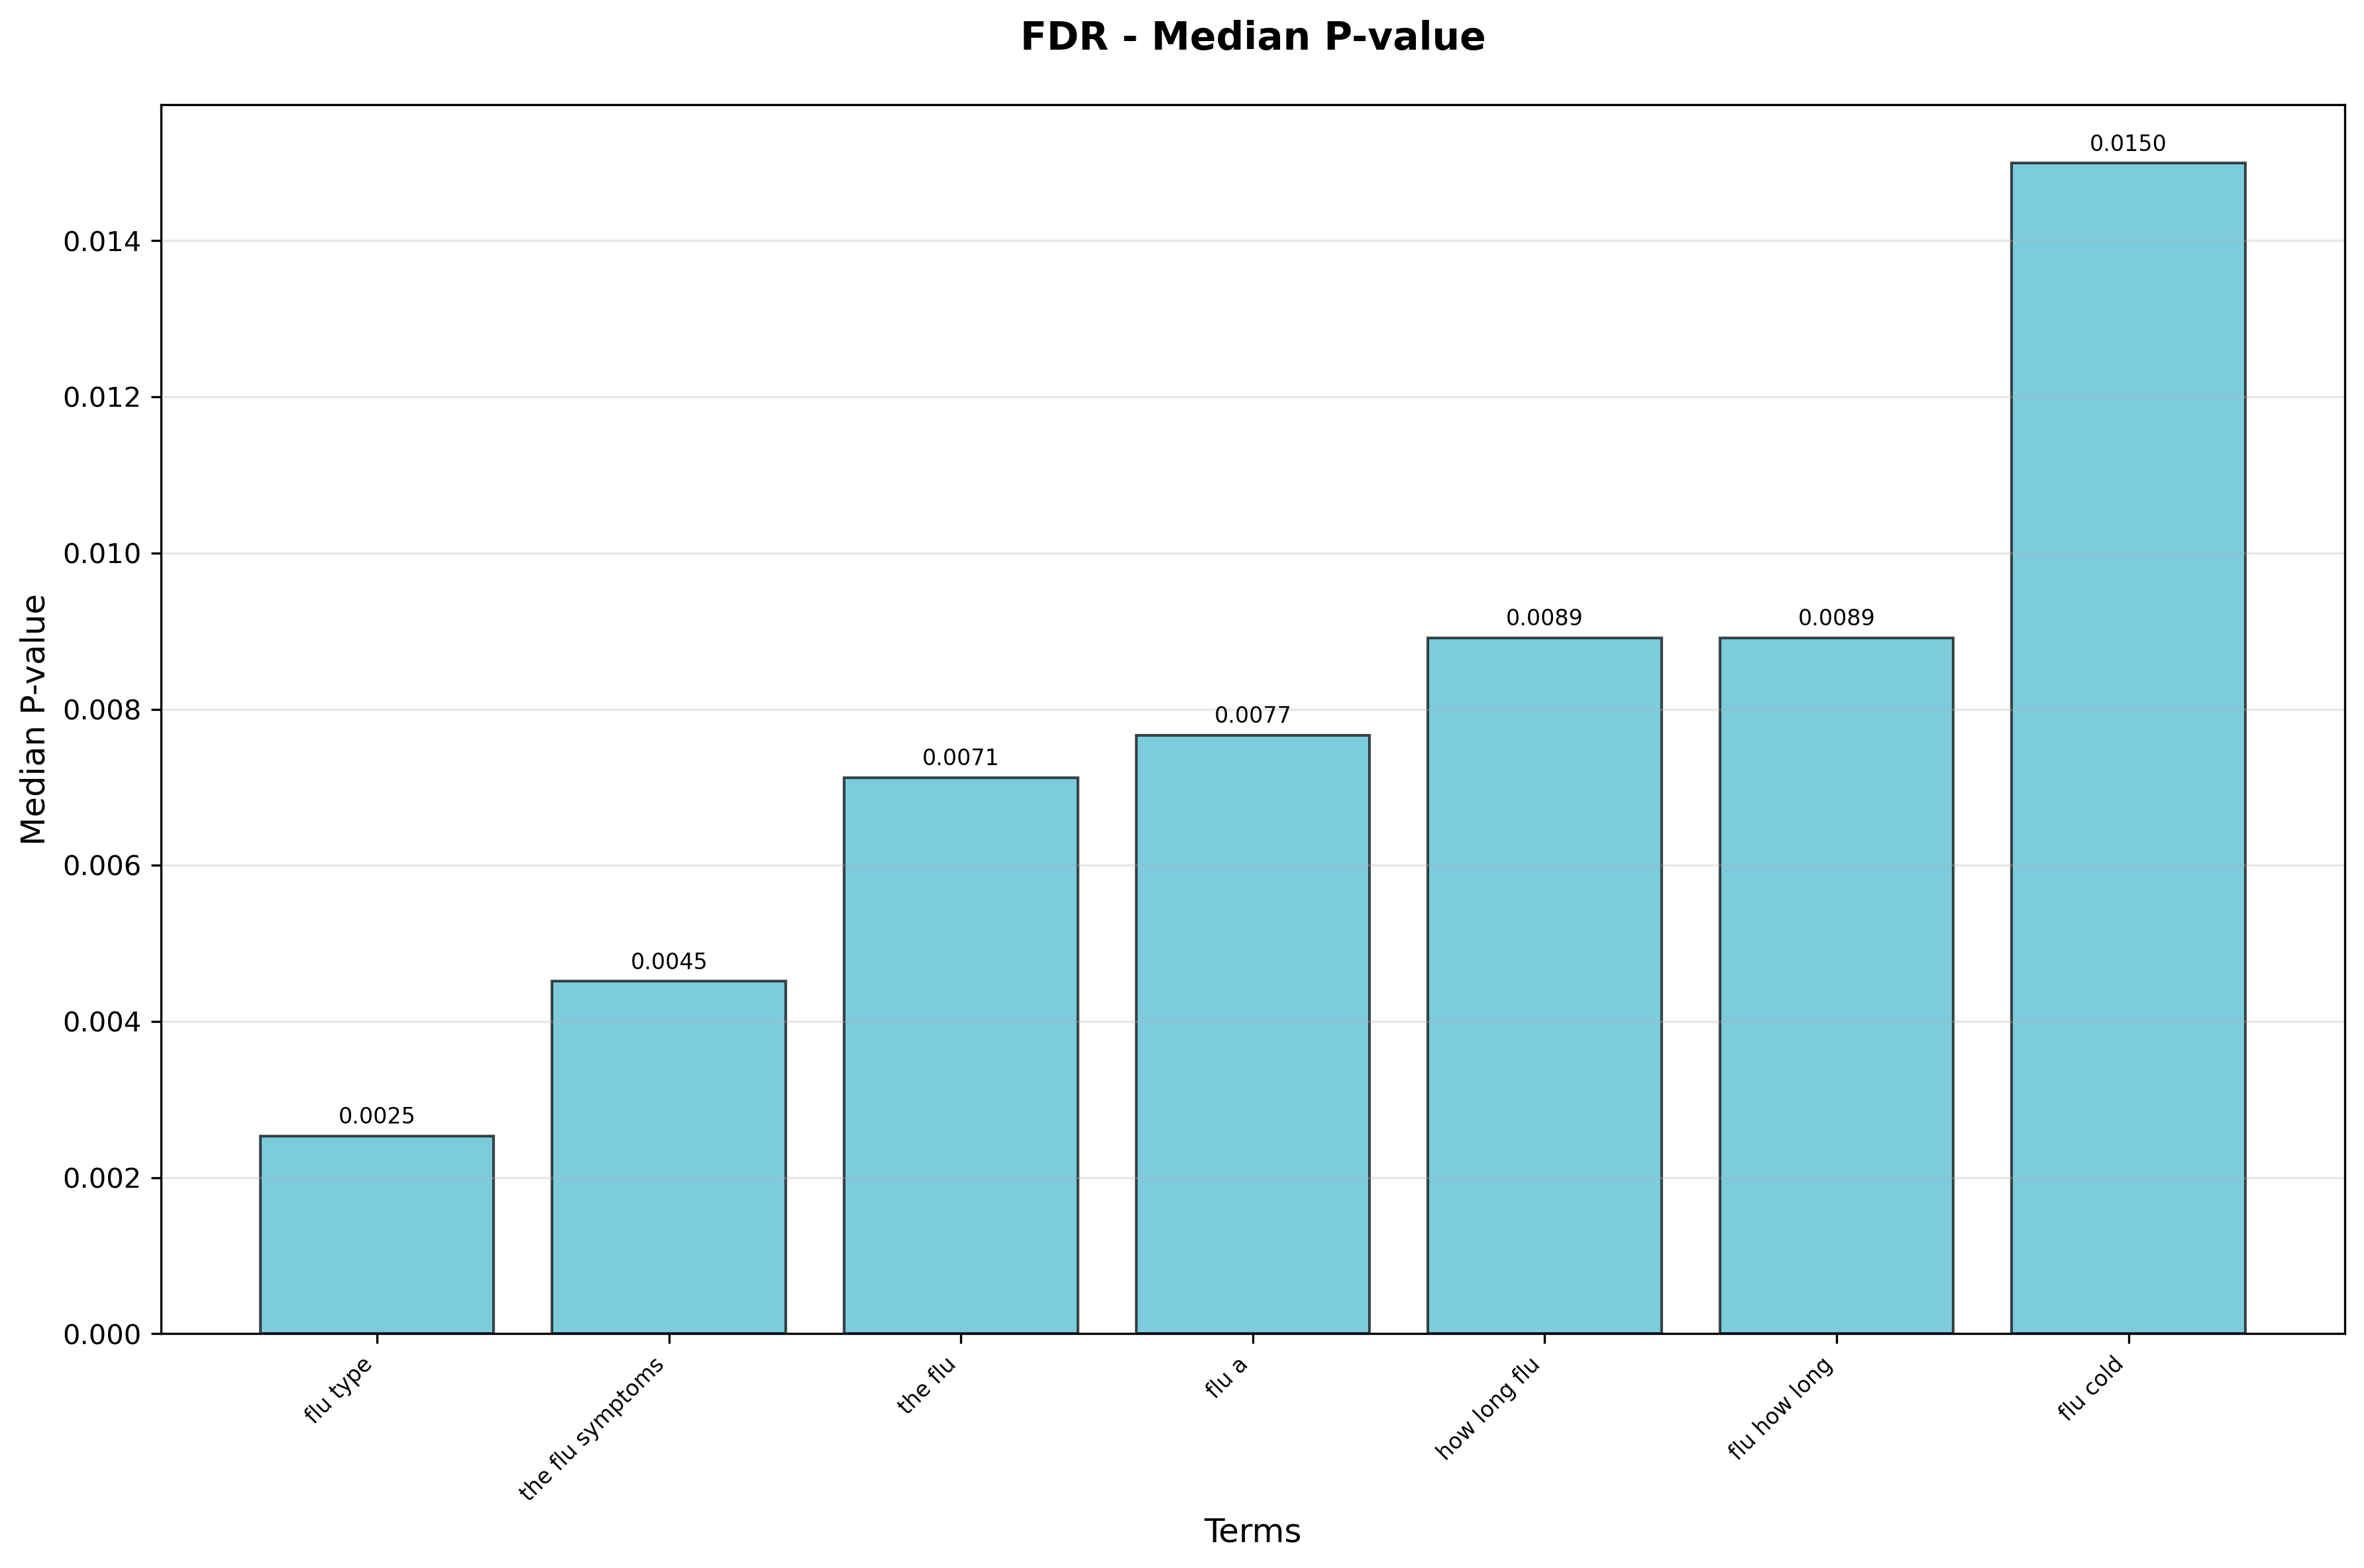 FDR - Median P-value
Median P-value
0.014
0.012
0.010
0.008
0.006
0.004
0.002
0.000
0.0025
0.0045
0.0071
0.0077
0.0089
0.0089
0.0150
flu type
the flu symptoms
the flu
flu a
how long flu
flu how long
flu cold
Terms